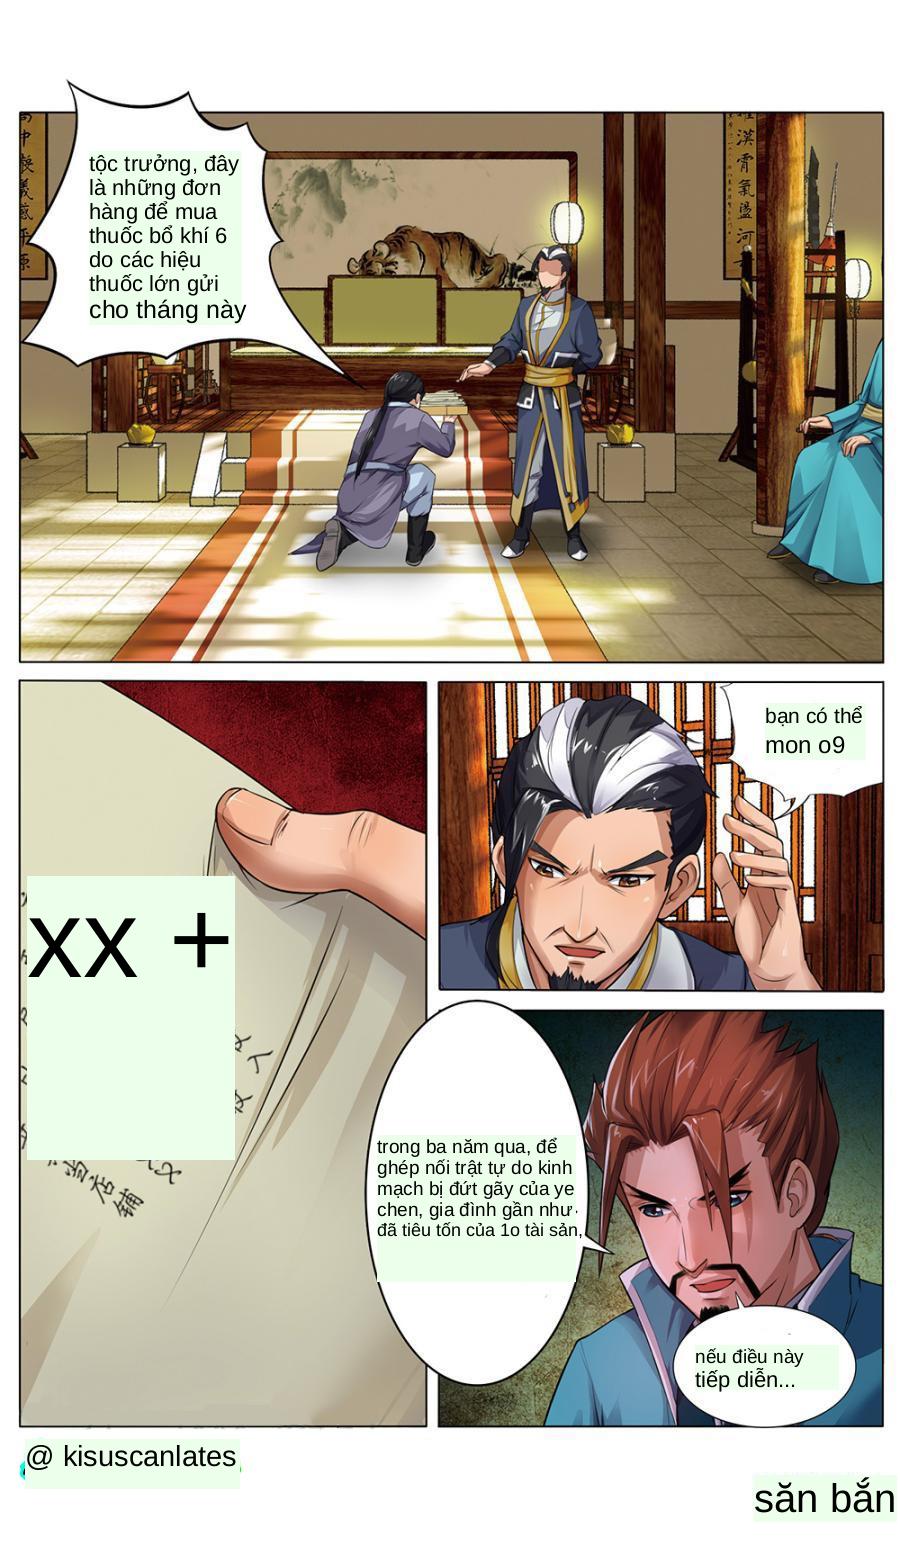 tộc trưởng, đây
là những đơn
hàng để mua
thuốc bổ khí 6
do các hiệu
thuốc lớn gửi
cho tháng này
bạn có thể
mon o9
xx +
当店铺
trong ba năm qua, để
ghép nối trật tự do kinh
mạch bị đứt gãy của ye
chen, gia đình gần như
đã tiêu tốn của 1o tài sản,
nếu điều này
tiếp diễn...
@ kisuscanlates
săn bắn